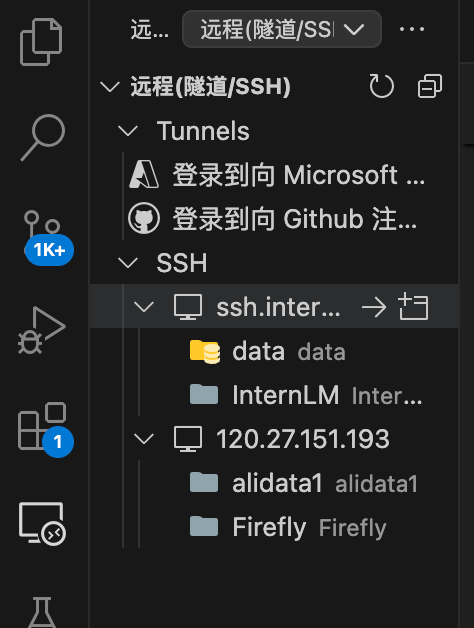 远... 远程(隧道/SSI ...
远程(隧道/SSH)
Tunnels
登录到向 Microsoft ...
登录到向 Github 注...
1K+
SSH
ssh.inter...
data data
InternLM Inter...
1
120.27.151.193
alidata1 alidata1
Firefly Firefly